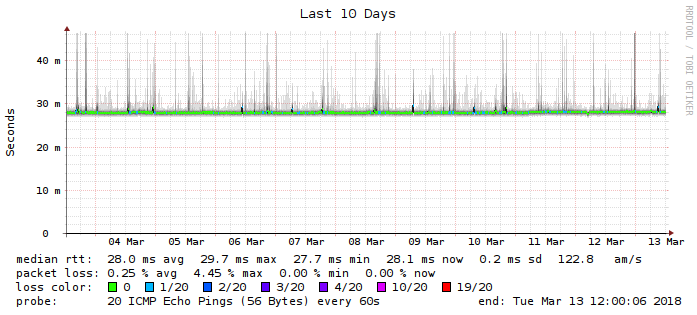 Last 10 Days
RRDTOOL / TOBI OETIKER
Seconds
40 m
30 m
20 m
10 m
0
04 Mar 05 Mar 06 Mar 07 Mar 08 Mar 09 Mar 10 Mar 11 Mar 12 Mar 13 Mar
median rtt: 28.0 ms avg 29.7 ms max 27.7 ms min 28.1 ms now 0.2 ms sd 122.8 am/s
packet loss: 0.25 % avg 4.45 % max 0.00 % min 0.00 % now
loss color: 0 1/20 2/20 3/20 4/20 10/20 19/20
probe: 20 ICMP Echo Pings (56 Bytes) every 60s end: Tue Mar 13 12:00:06 2018